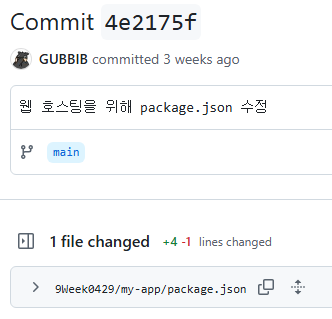 Commit 4e2175f
GUBBIB committed 3 weeks ago
웹 호스팅을 위해 package.json 수정
main
1 file changed +4 -1 lines changed
9Week0429/my-app/package.json